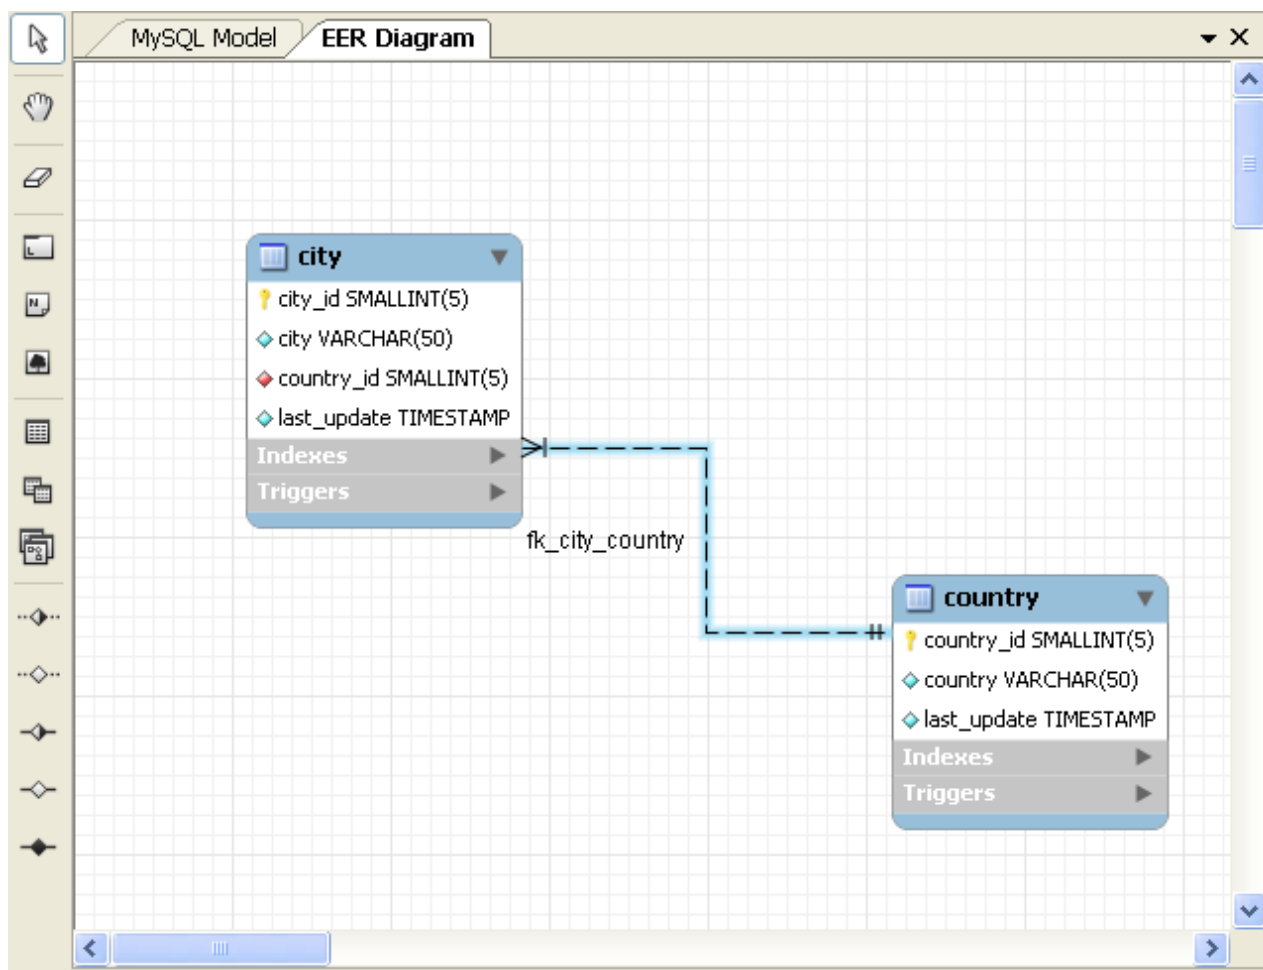 MySQL Model
EER Diagram
city
city_id SMALLINT(5)
city VARCHAR(50)
country_id SMALLINT(5)
last_update TIMESTAMP
Indexes
Triggers
fk_city_country
country
country_id SMALLINT(5)
country VARCHAR(50)
last_update TIMESTAMP
Indexes
Triggers